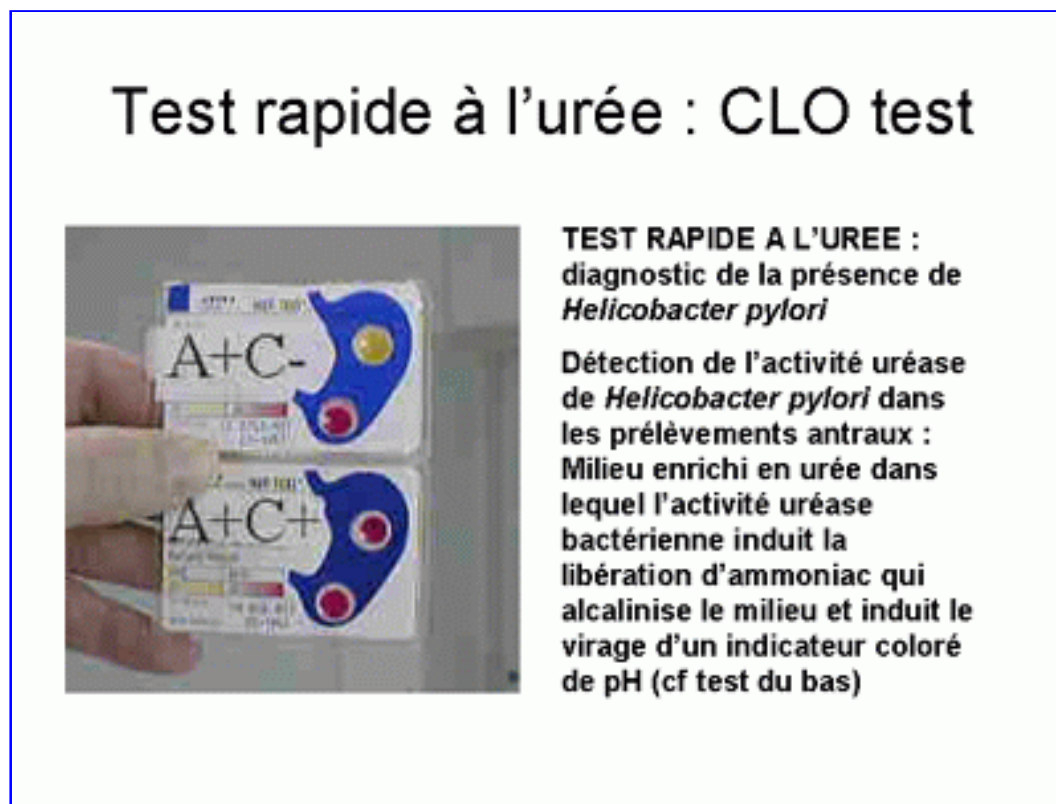 Test rapide à l'urée : CLO test
TEST RAPIDE A L'UREE :
diagnostic de la présence de
Helicobacter pylori
Détection de l'activité uréase
de Helicobacter pylori dans
les prélèvements antraux :
Milieu enrichi en urée dans
lequel l'activité uréase
bactérienne induit la
libération d'ammoniac qui
alcalinise le milieu et induit le
virage d'un indicateur coloré
de pH (cf test du bas)
A+C-
A+C+